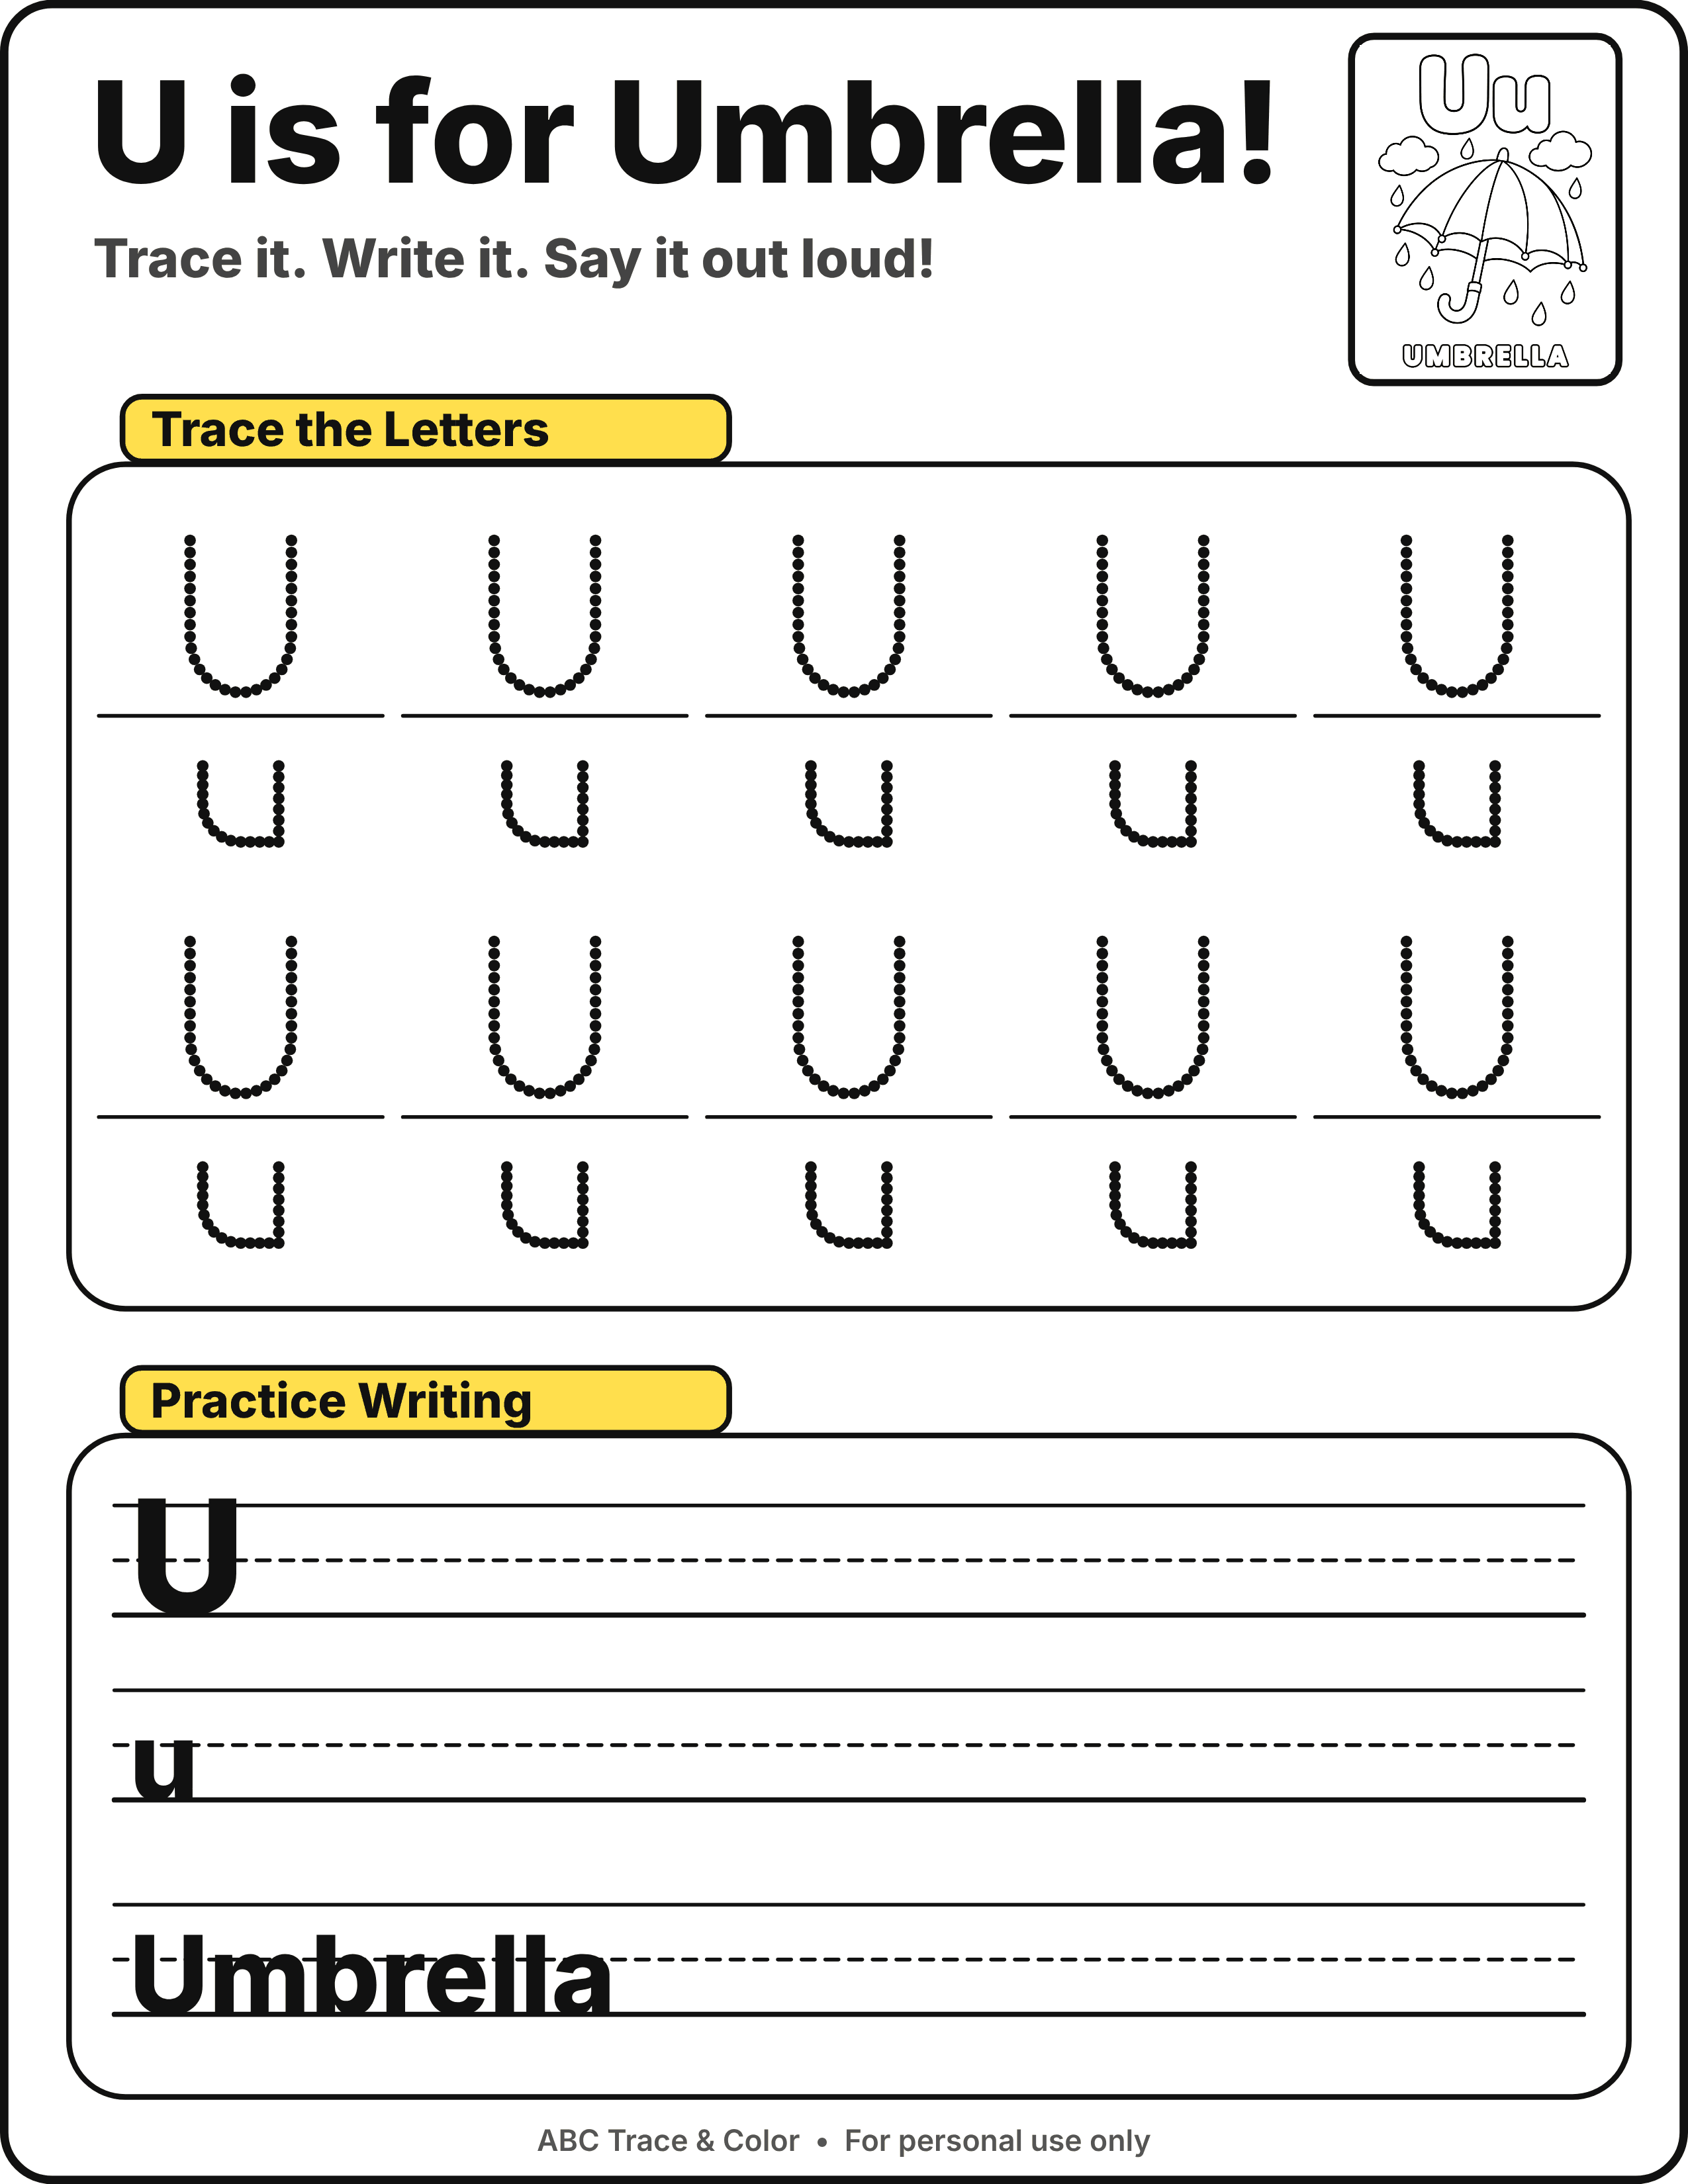 U is for Umbrella!
Trace it. Write it. Say it out loud!
Uu
UMBRELLA
Trace the Letters
U U U U U
u u u u u
U U U U U
u u u u u
Practice Writing
U
u
Umbrella
ABC Trace & Color • For personal use only